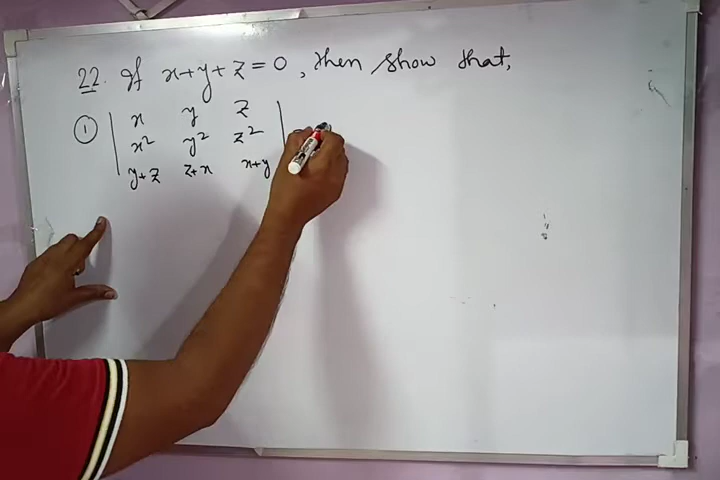 22. If x+y+z=0, then show that,
① | x y z |
x² y² z²
y+z z+x x+y